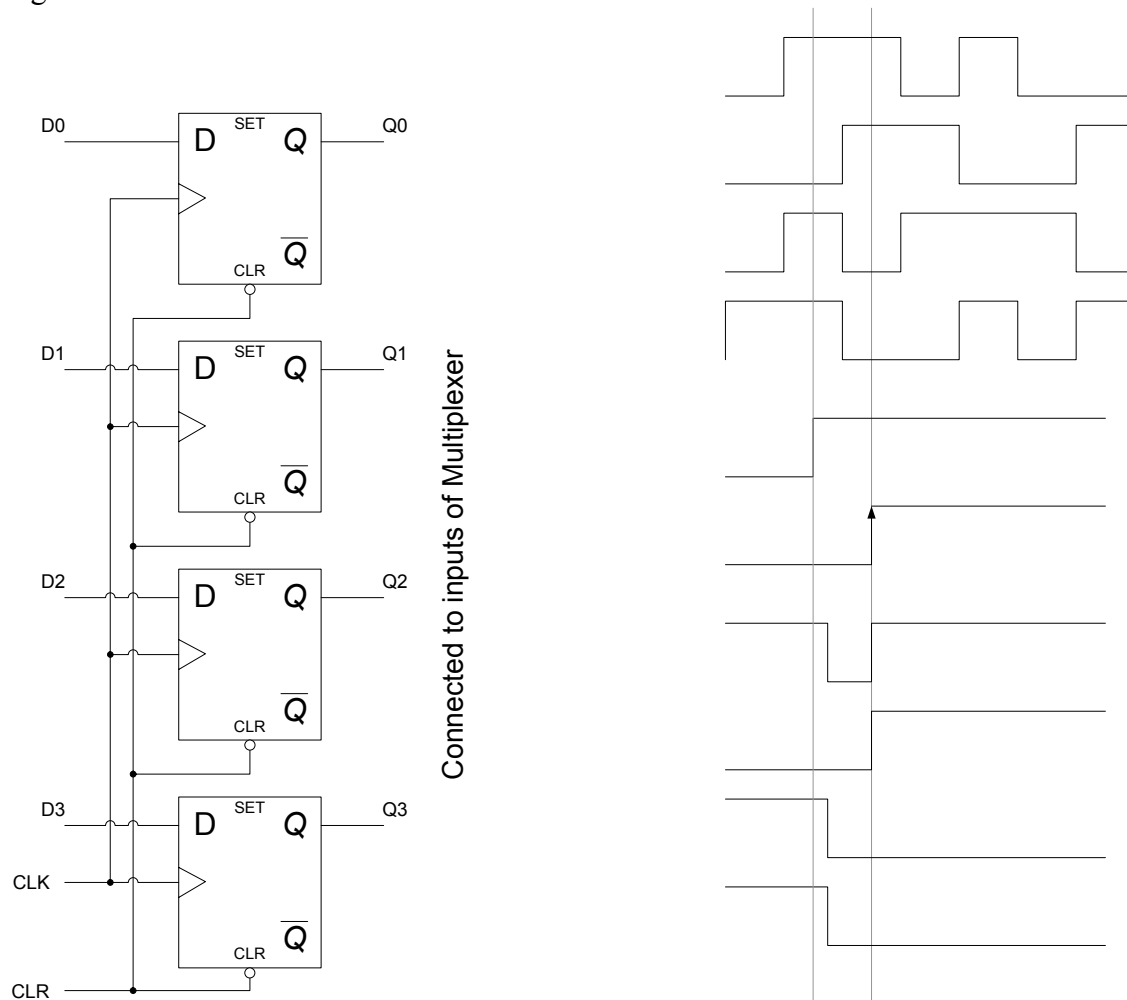 D0
SET
D
Q
Q0
Q
CLR
D1
SET
D
Q
Q1
Q
CLR
D2
SET
D
Q
Q2
Q
CLR
D3
SET
D
Q
Q3
CLK
Q
CLR
CLR
Connected to inputs of Multiplexer